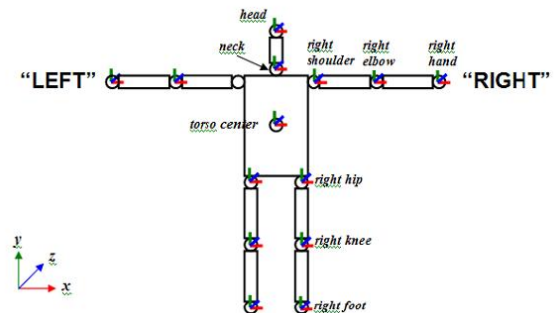 head
neck
right
shoulder
right
elbow
right
hand
“LEFT”
“RIGHT”
torso center
right hip
right knee
right foot
y
z
x